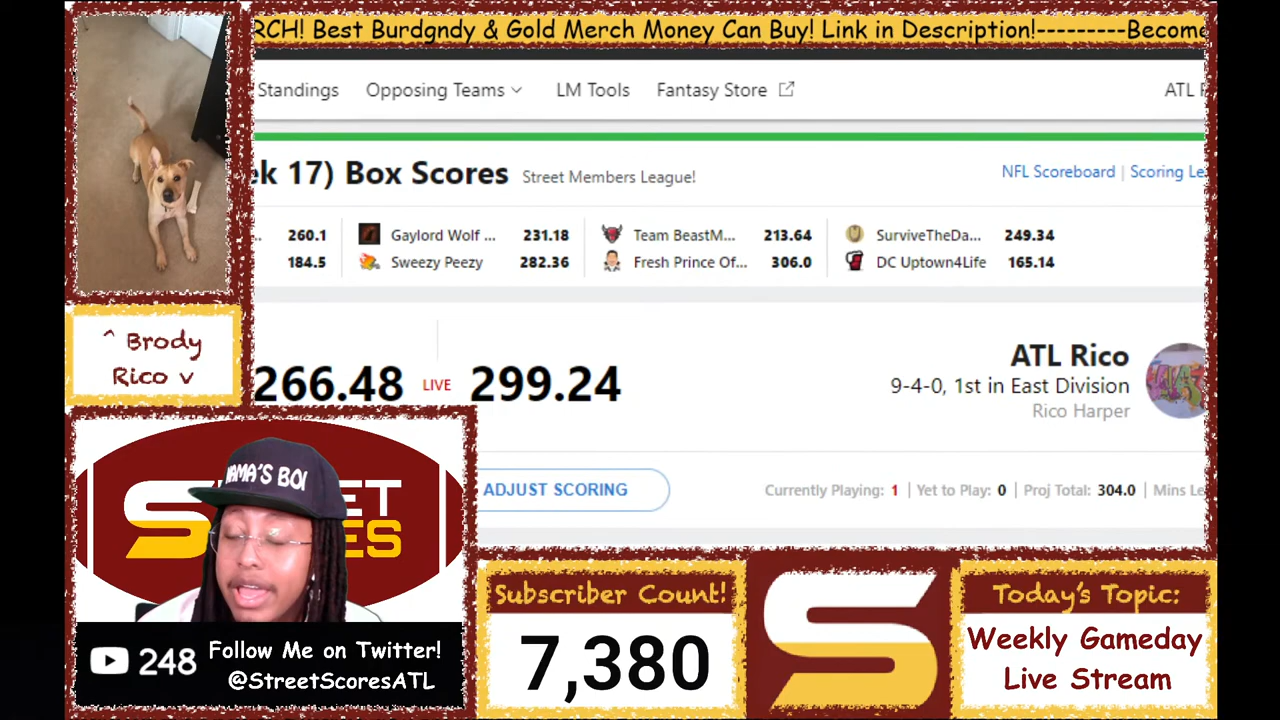 RCH! Best Burdgndy & Gold Merch Money Can Buy! Link in Description!---------Become
Standings Opposing Teams LM Tools Fantasy Store ATL
ek 17) Box Scores Street Members League! NFL Scoreboard | Scoring Le
... 260.1 Gaylord Wolf ... 231.18 Team BeastM... 213.64 SurviveTheDa... 249.34
184.5 Sweezy Peezy 282.36 Fresh Prince Of... 306.0 DC Uptown4Life 165.14
^ Brody
Rico v
266.48 LIVE 299.24
ATL Rico
9-4-0, 1st in East Division
Rico Harper
ADJUST SCORING
Currently Playing: 1 | Yet to Play: 0 | Proj Total: 304.0 | Mins Le
MAMA'S BOI
248
Follow Me on Twitter!
@StreetScoresATL
Subscriber Count!
7,380
S
Today's Topic:
Weekly Gameday
Live Stream